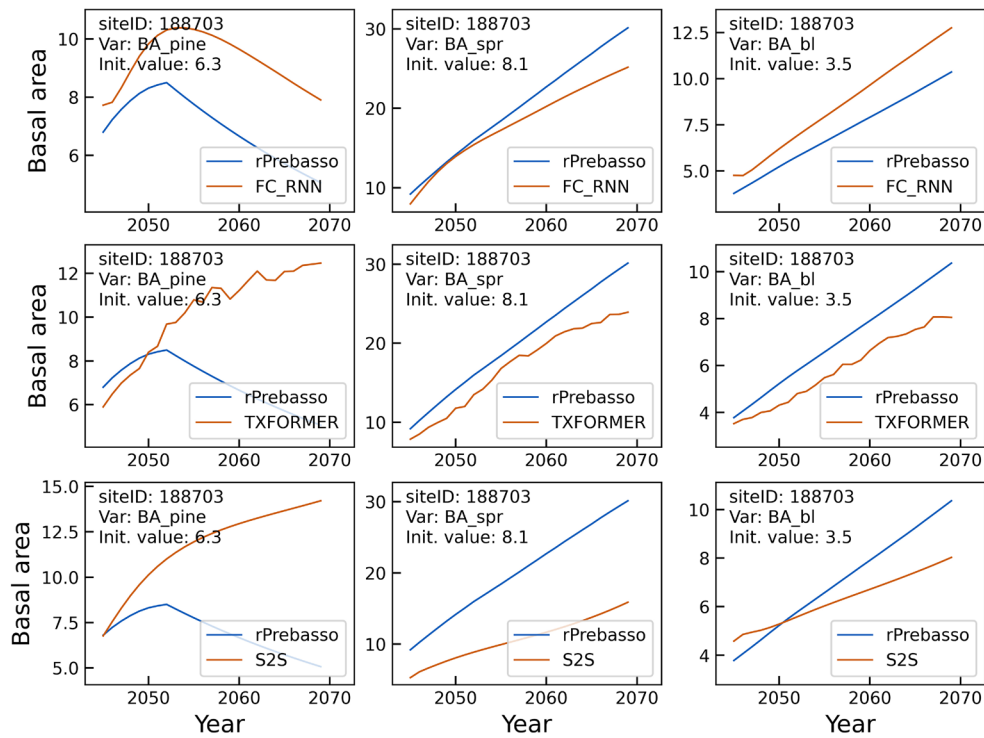 siteID: 188703
Var: BA_pine
Init. value: 6.3
rPrebasso
FC_RNN
Basal area
10
8
6
2050
2060
2070
siteID: 188703
Var: BA_spr
Init. value: 8.1
rPrebasso
FC_RNN
30
20
10
2050
2060
2070
siteID: 188703
Var: BA_bl
Init. value: 3.5
rPrebasso
FC_RNN
12.5
10.0
7.5
5.0
2050
2060
2070
siteID: 188703
Var: BA_pine
Init. value: 6.3
rPrebasso
TXFORMER
Basal area
12
10
8
6
2050
2060
2070
siteID: 188703
Var: BA_spr
Init. value: 8.1
rPrebasso
TXFORMER
30
20
10
2050
2060
2070
siteID: 188703
Var: BA_bl
Init. value: 3.5
rPrebasso
TXFORMER
10
8
6
4
2050
2060
2070
siteID: 188703
Var: BA_pine
Init. value: 6.3
rPrebasso
S2S
Basal area
15.0
12.5
10.0
7.5
5.0
2050
2060
2070
Year
siteID: 188703
Var: BA_spr
Init. value: 8.1
rPrebasso
S2S
30
20
10
2050
2060
2070
Year
siteID: 188703
Var: BA_bl
Init. value: 3.5
rPrebasso
S2S
10
8
6
4
2050
2060
2070
Year